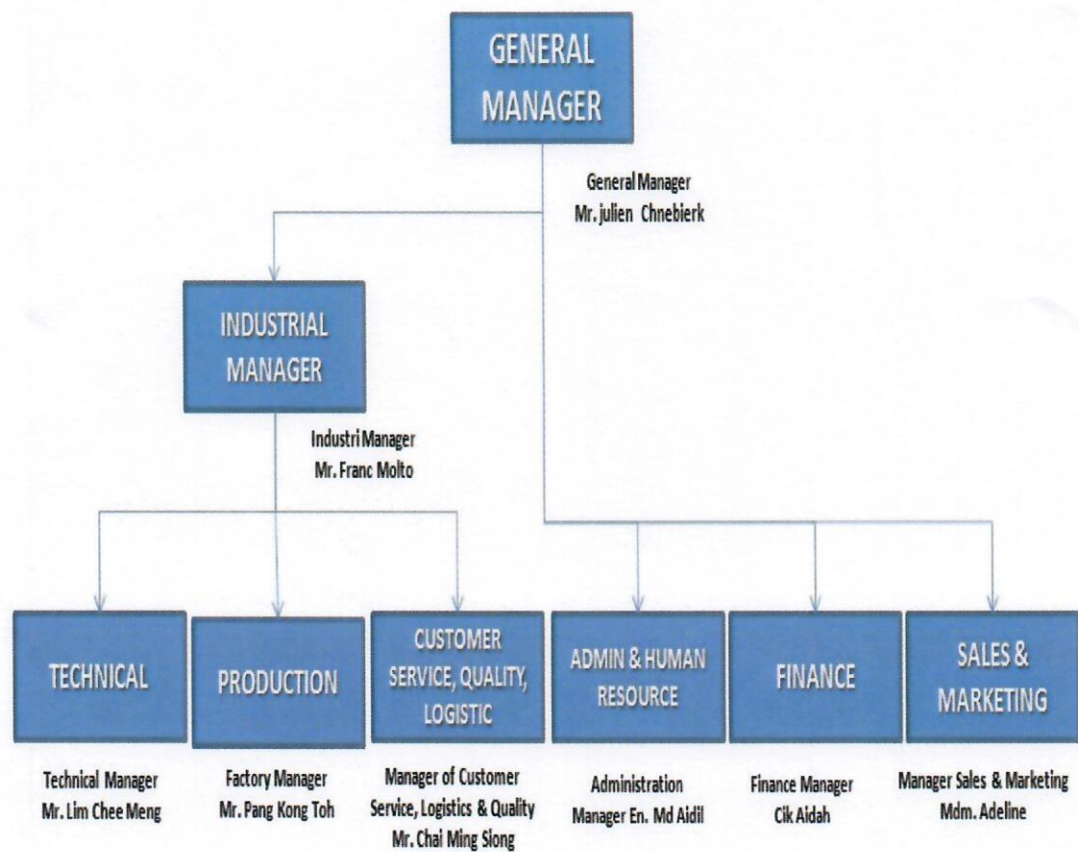 GENERAL
MANAGER
General Manager
Mr. julien Chnebierk
INDUSTRIAL
MANAGER
Industri Manager
Mr. Franc Molto
TECHNICAL
Technical Manager
Mr. Lim Chee Meng
PRODUCTION
Factory Manager
Mr. Pang Kong Toh
CUSTOMER
SERVICE, QUALITY,
LOGISTIC
Manager of Customer
Service, Logistics & Quality
Mr. Chai Ming Siong
ADMIN & HUMAN
RESOURCE
Administration
Manager En. Md Aidil
FINANCE
Finance Manager
Cik Aidah
SALES &
MARKETING
Manager Sales & Marketing
Mdm. Adeline